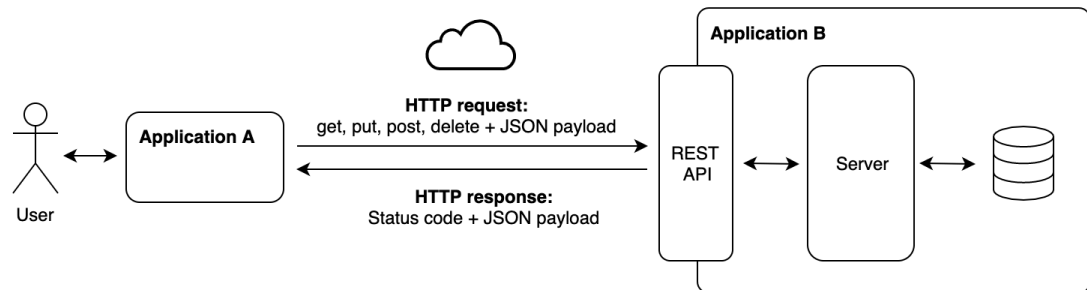 Application B
HTTP request:
get, put, post, delete + JSON payload
Application A
REST
API
Server
HTTP response:
Status code + JSON payload
User